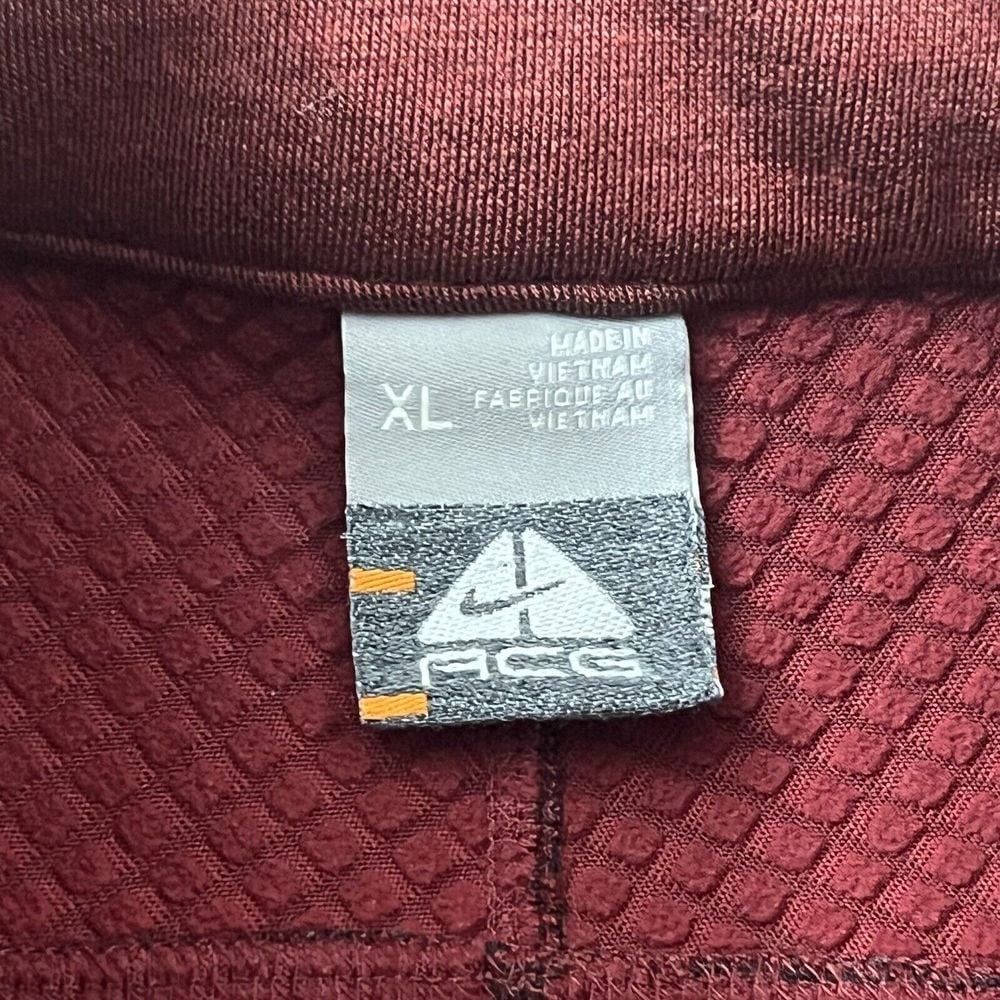 XL
MADE IN
VIETNAM
FABRIQUE AU
VIETNAM
ACG